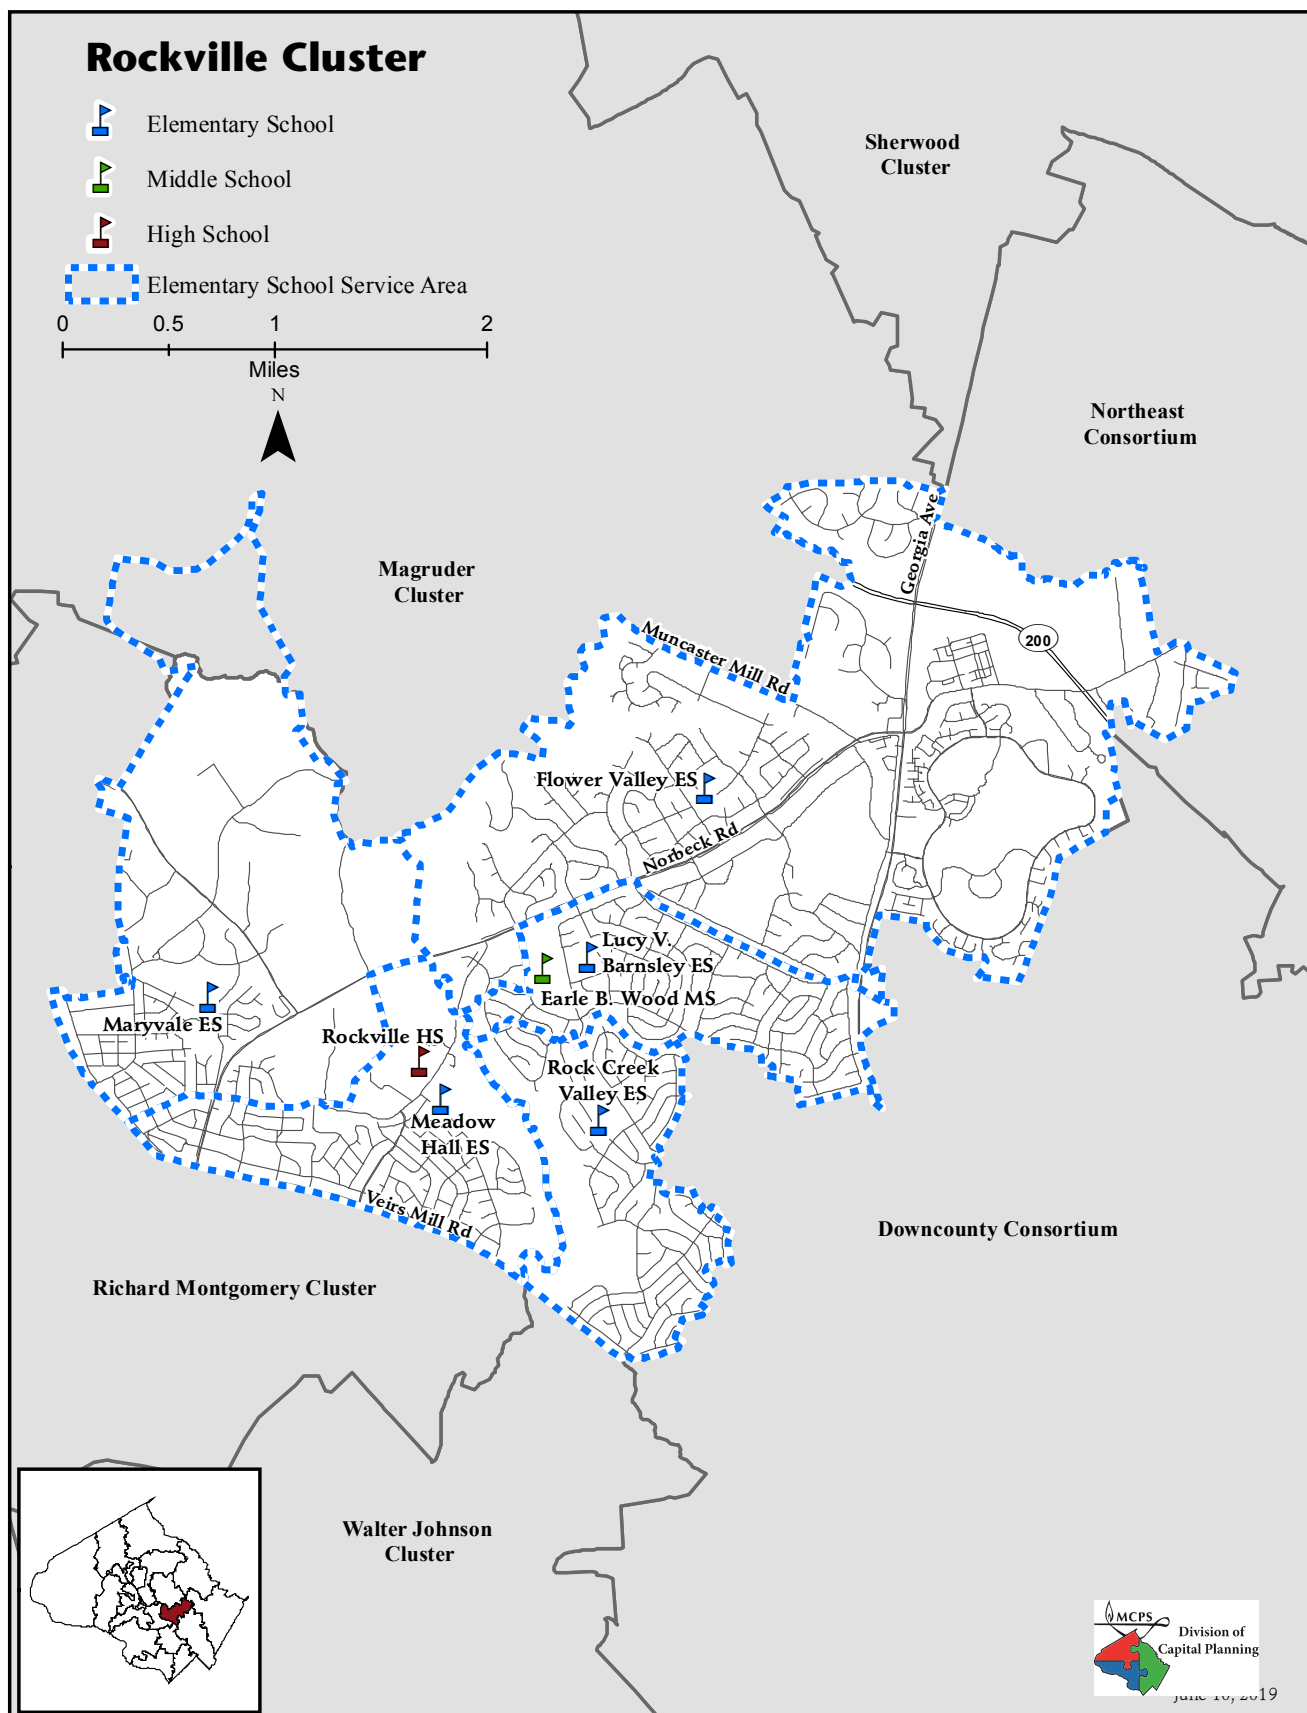 Rockville Cluster
Elementary School
Middle School
High School
Elementary School Service Area
0 0.5 1 2
Miles
N
Sherwood
Cluster
Northeast
Consortium
Magruder
Cluster
Georgia Ave
200
Muncaster Mill Rd
Flower Valley ES
Norbeck Rd
Lucy V.
Barnsley ES
Earle B. Wood MS
Maryvale ES
Rockville HS
Rock Creek
Valley ES
Meadow
Hall ES
Veirs Mill Rd
Downcounty Consortium
Richard Montgomery Cluster
Walter Johnson
Cluster
MCPS
Division of
Capital Planning
June 10, 2019